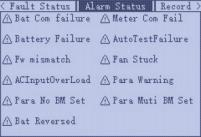 < Fault Status Alarm Status Record >
Bat Com failure Meter Com Fail
Battery Failure AutoTestFailure
Fw mismatch Fan Stuck
ACInputOverLoad Para Warning
Para No BM Set Para Muti BM Set
Bat Reversed